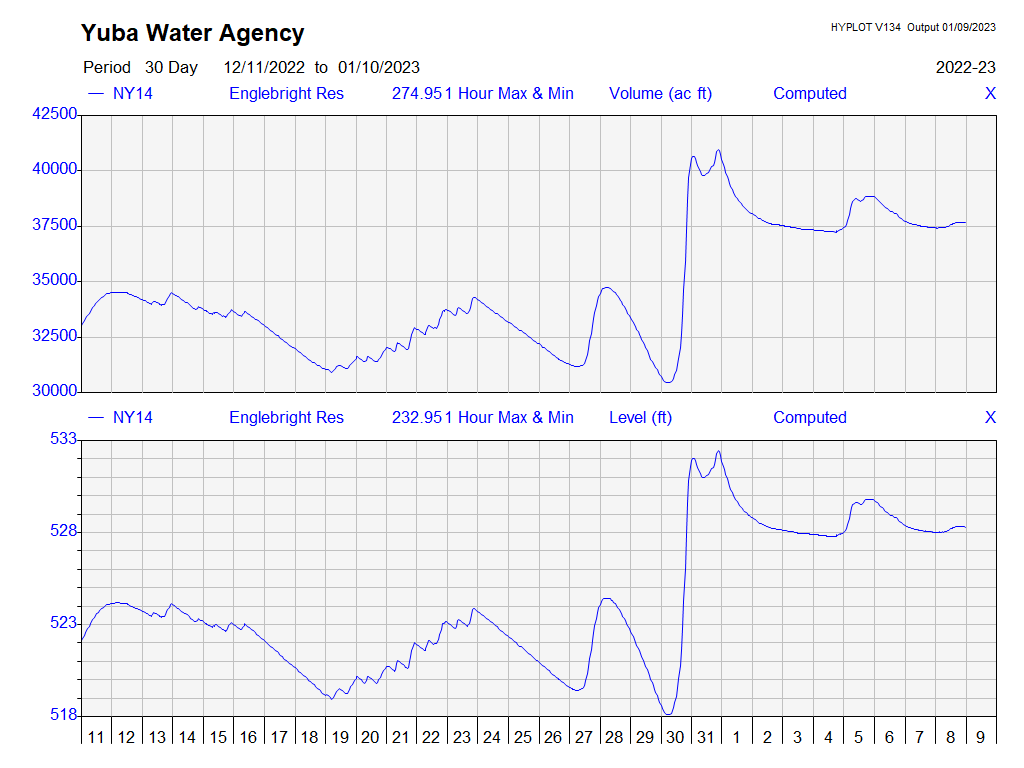 Yuba Water Agency
HYPLOT V134 Output 01/09/2023
Period 30 Day 12/11/2022 to 01/10/2023 2022-23
NY14 Englebright Res 274.951 Hour Max & Min Volume (ac ft) Computed X
42500
40000
37500
35000
32500
30000
NY14 Englebright Res 232.951 Hour Max & Min Level (ft) Computed X
533
528
523
518
11 12 13 14 15 16 17 18 19 20 21 22 23 24 25 26 27 28 29 30 31 1 2 3 4 5 6 7 8 9